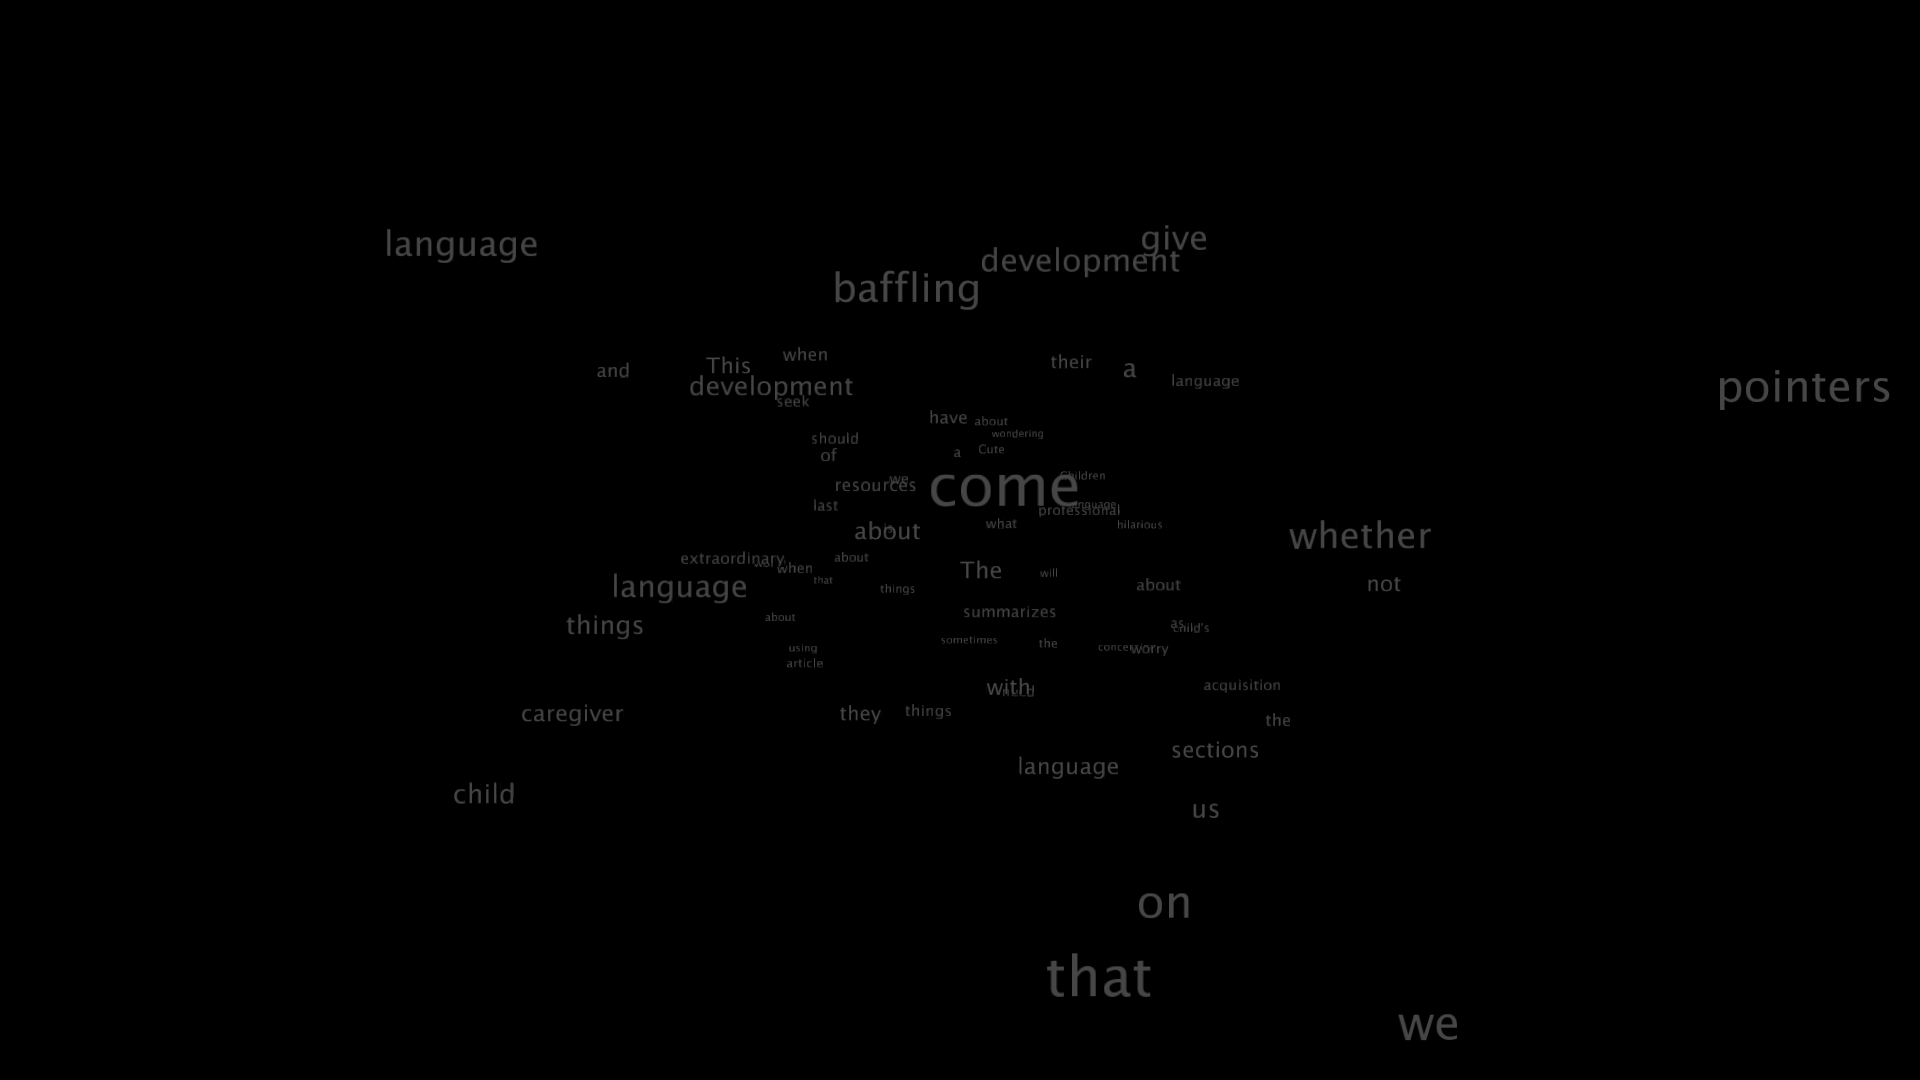 give
language
development
baffling
when
their
This
a
and
language
development
pointers
seek
have
about
wondering
should
Cute
a
of
Children
we
resources
come
last
language
professional
what
hilarious
about
is
whether
about
extraordinary
when
The
will
that
not
about
language
things
summarizes
about
things
as
child's
sometimes
the
using
worry
article
acquisition
with
things
they
caregiver
the
sections
language
child
us
on
that
we